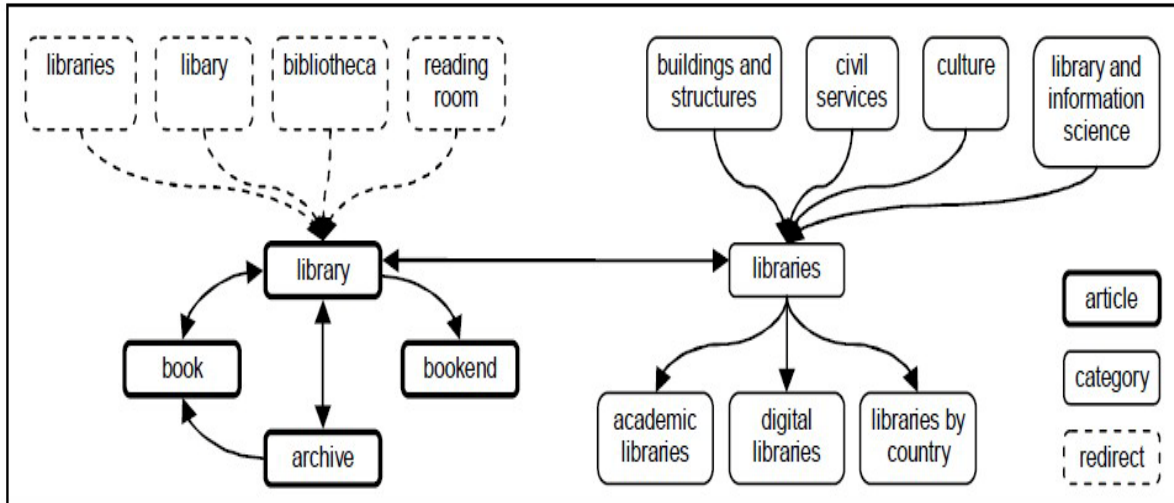 libraries
libary
bibliotheca
reading
room
buildings and
structures
civil
services
culture
library and
information
science
library
libraries
book
bookend
archive
academic
libraries
digital
libraries
libraries by
country
article
category
redirect